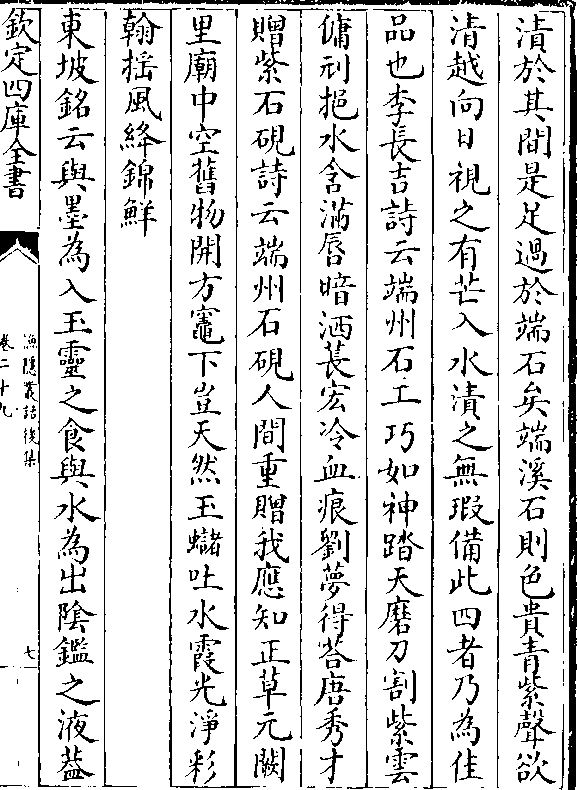 漬於其間是足過於端石矣端溪石則色貴青紫聲欲
清越向日視之有芒入水漬之無瑕備此四者乃為佳
品也李長吉詩云端州石工巧如神踏天磨刀割紫雲
傭刓抱水含滿唇暗洒萇宏冷血痕劉夢得答唐秀才
贈紫石硯詩云端州石硯人間重贈我應知正草元闕
里廟中空舊物開方竈下豈天然玉蠩吐水霞光淨彩
翰揺風絳錦鮮
東坡銘云與墨為入玉靈之食與水為出陰鑑之液葢
欽定四庫全書
漁隱叢話後集
卷二十九
七